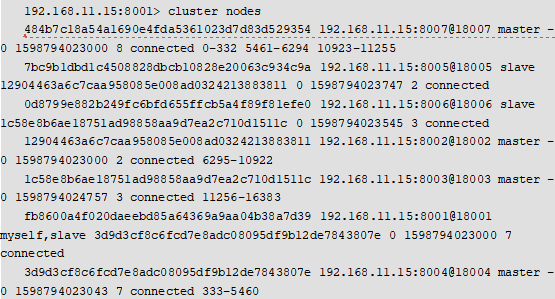 192.168.11.15:8001> cluster nodes
484b7c18a54a1690e4fda5361023d7d83d529354 192.168.11.15:8007@18007 master -
0 1598794023000 8 connected 0-332 5461-6294 10923-11255
7bc9b1dbd1c4508828dbcb10828e20063c934c9a 192.168.11.15:8005@18005 slave
12904463a6c7caa958085e008ad0324213883811 0 1598794023747 2 connected
0d8799e882b249fc6bfd655ffcb5a4f89f81efe0 192.168.11.15:8006@18006 slave
1c58e8b6ae18751ad98858aa9d7ea2c710d1511c 0 1598794023545 3 connected
12904463a6c7caa958085e008ad0324213883811 192.168.11.15:8002@18002 master -
0 1598794023000 2 connected 6295-10922
1c58e8b6ae18751ad98858aa9d7ea2c710d1511c 192.168.11.15:8003@18003 master -
0 1598794024757 3 connected 11256-16383
fb8600a4f020daeebd85a64369a9aa04b38a7d39 192.168.11.15:8001@18001
myself,slave 3d9d3cf8c6fcd7e8adc08095df9b12de7843807e 0 1598794023000 7
connected
3d9d3cf8c6fcd7e8adc08095df9b12de7843807e 192.168.11.15:8004@18004 master -
0 1598794023043 7 connected 333-5460